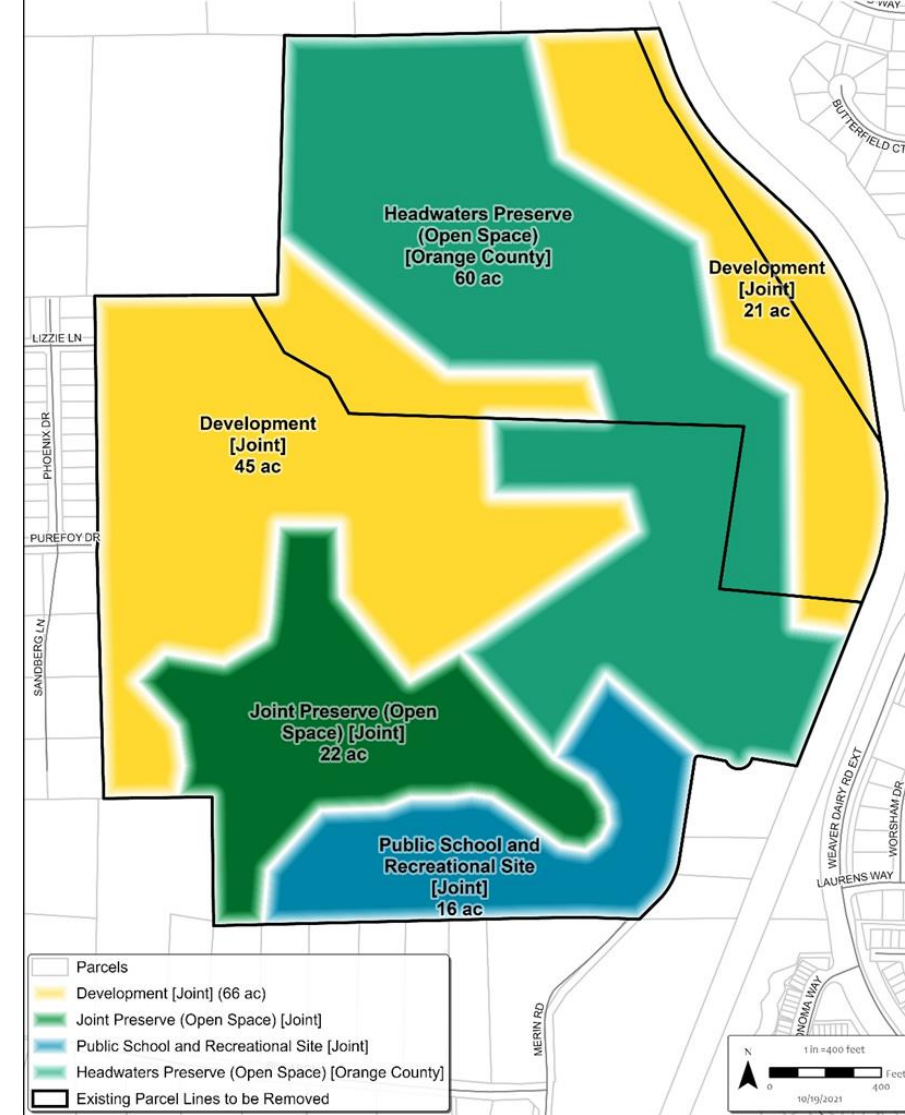 WAY
BUTTERFIELD CT
Headwaters Preserve
(Open Space)
[Orange County]
60 ac
Development
[Joint]
21 ac
LIZZIE LN
PHOENIX DR
Development
[Joint]
45 ac
PUREFOY DR
SANDBERG LN
Joint Preserve (Open
Space) [Joint]
22 ac
Public School and
Recreational Site
[Joint]
16 ac
WEAVER DAIRY RD EXT
WORSHAM DR
LAURENS WAY
MERIN RD
Parcels
Development [Joint] (66 ac)
Joint Preserve (Open Space) [Joint]
Public School and Recreational Site [Joint]
Headwaters Preserve (Open Space) [Orange County]
Existing Parcel Lines to be Removed
N
1 in =400 feet
Feet
0 400
10/19/2021